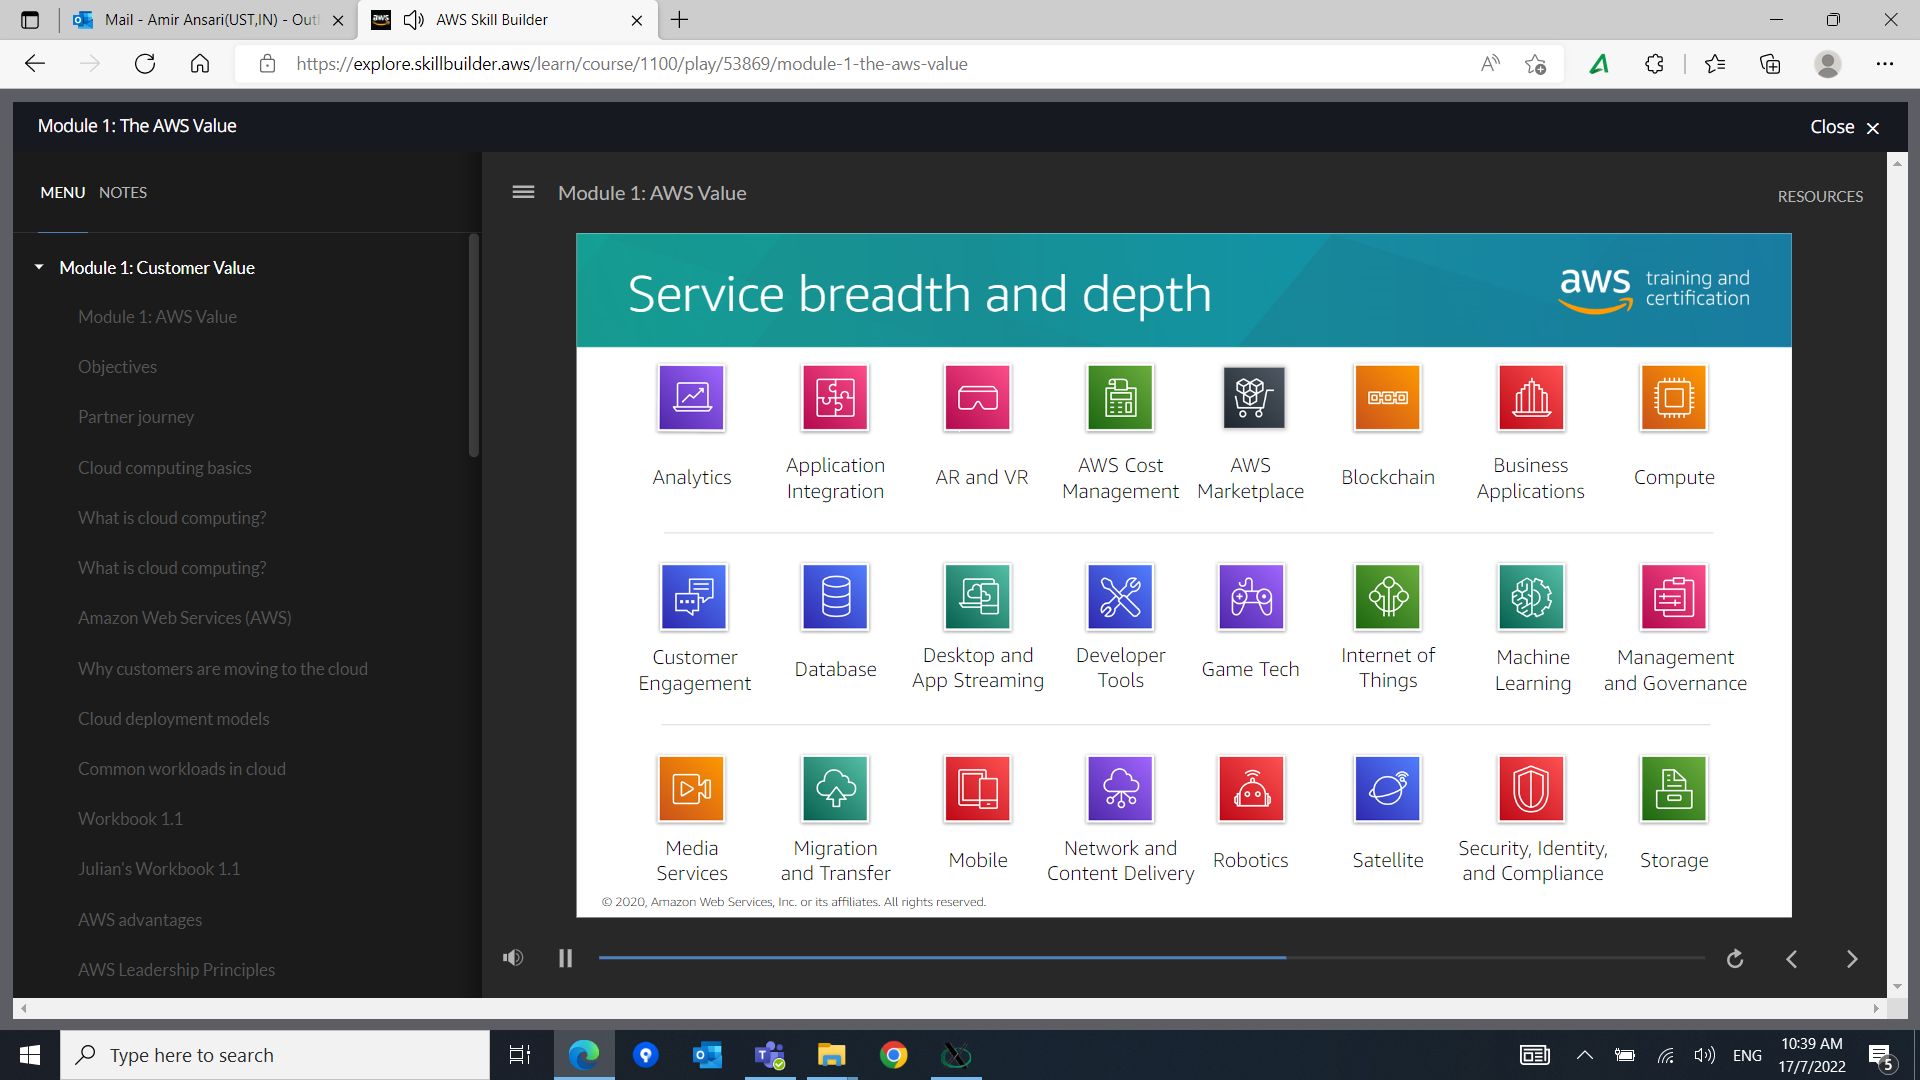 Mail - Amir Ansari(UST,IN) - Outl
aws
AWS Skill Builder
https://explore.skillbuilder.aws/learn/course/1100/play/53869/module-1-the-aws-value
Module 1: The AWS Value
Close
MENU
NOTES
Module 1: Customer Value
Module 1: AWS Value
Objectives
Partner journey
Cloud computing basics
What is cloud computing?
What is cloud computing?
Amazon Web Services (AWS)
Why customers are moving to the cloud
Cloud deployment models
Common workloads in cloud
Workbook 1.1
Julian's Workbook 1.1
AWS advantages
AWS Leadership Principles
Module 1: AWS Value
RESOURCES
Service breadth and depth
aws
training and
certification
Analytics
Application
Integration
AR and VR
AWS Cost
Management
AWS
Marketplace
Blockchain
Business
Applications
Compute
Customer
Engagement
Database
Desktop and
App Streaming
Developer
Tools
Game Tech
Internet of
Things
Machine
Learning
Management
and Governance
Media
Services
Migration
and Transfer
Mobile
Network and
Content Delivery
Robotics
Satellite
Security, Identity,
and Compliance
Storage
© 2020, Amazon Web Services, Inc. or its affiliates. All rights reserved.
Type here to search
ENG
10:39 AM
17/7/2022
5